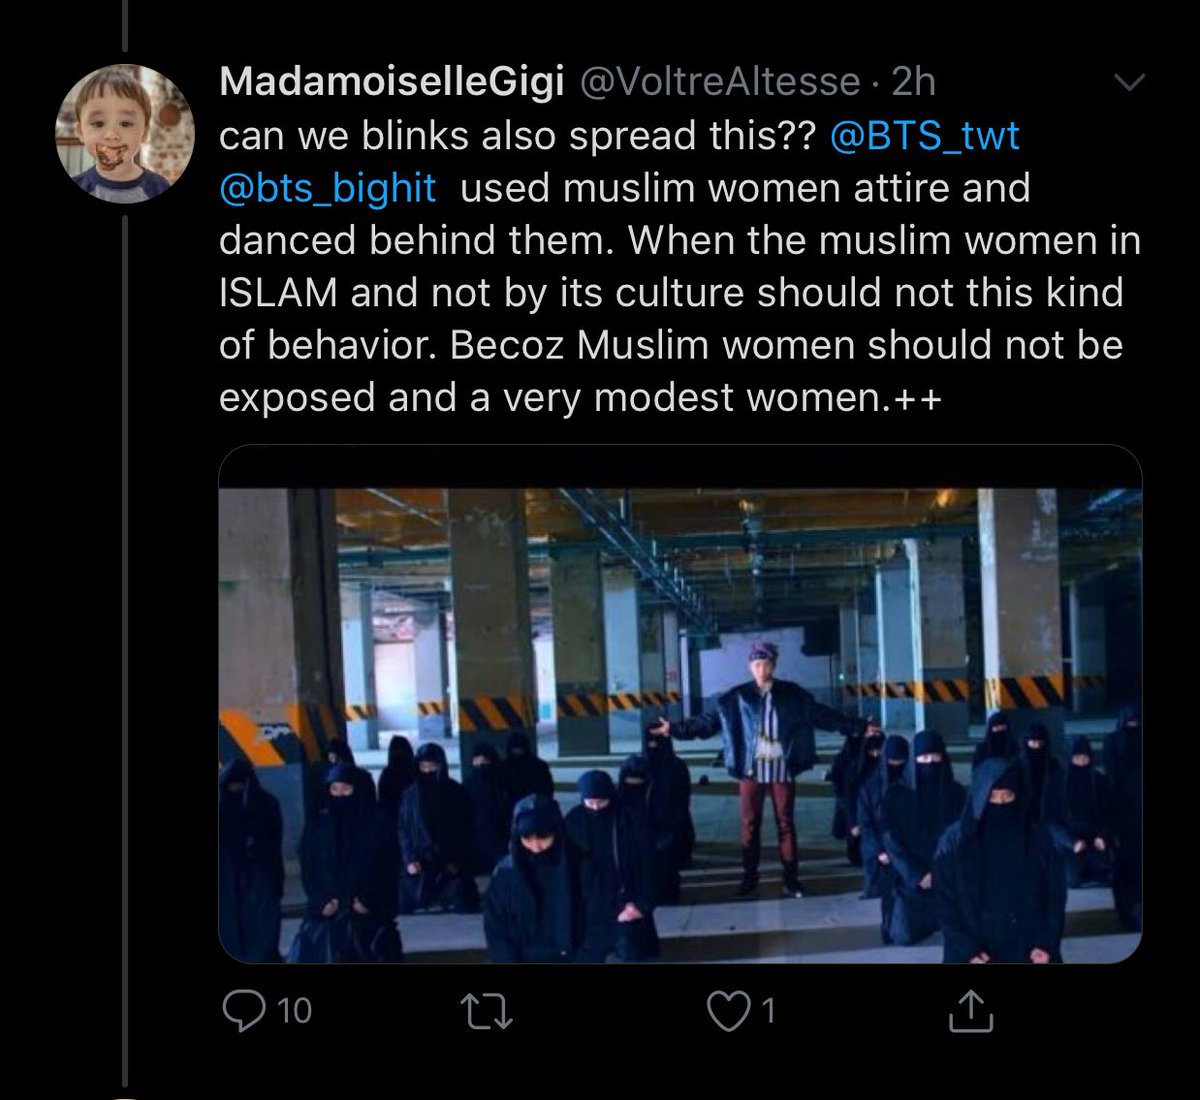 MadamoiselleGigi @VoltreAltesse · 2h
can we blinks also spread this?? @BTS_twt
@bts_bighit used muslim women attire and
danced behind them. When the muslim women in
ISLAM and not by its culture should not this kind
of behavior. Becoz Muslim women should not be
exposed and a very modest women.++
10
1